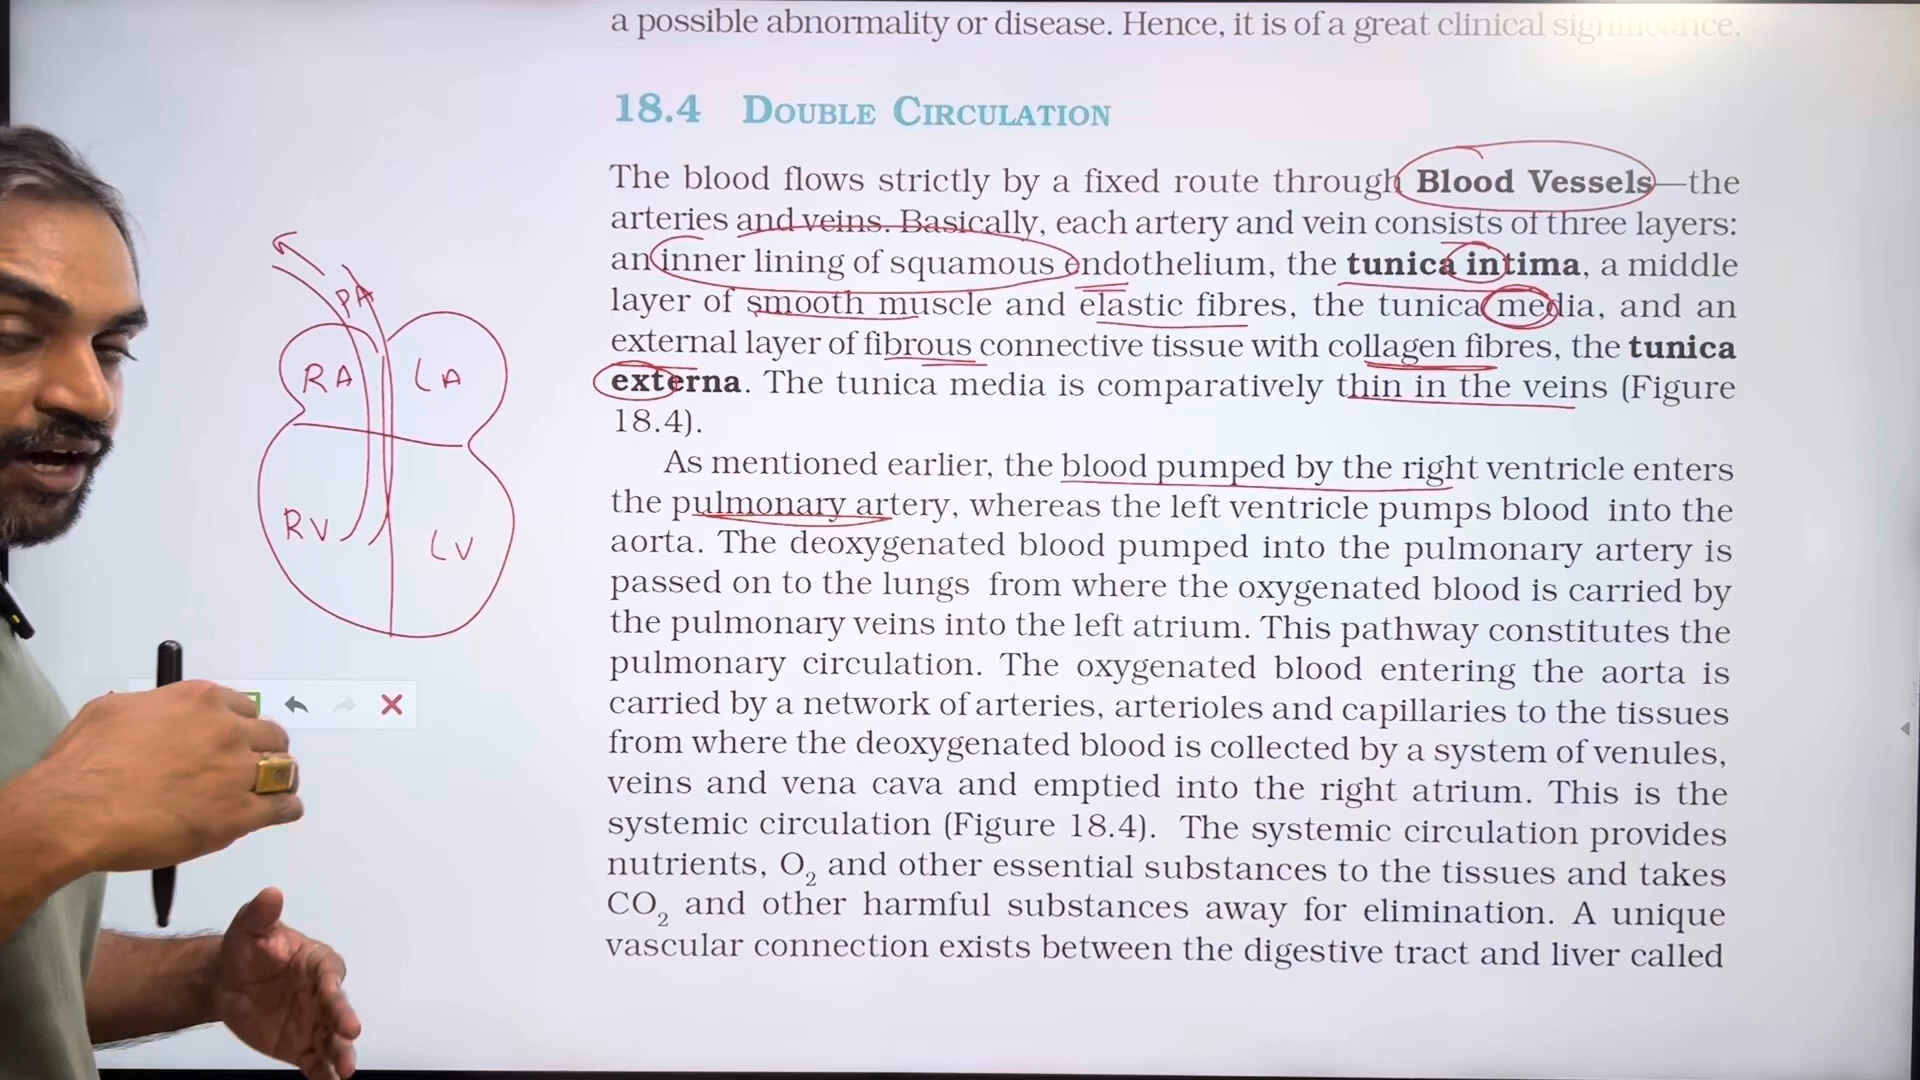 a possible abnormality or disease. Hence, it is of a great clinical significance.
18.4 DOUBLE CIRCULATION
The blood flows strictly by a fixed route through Blood Vessels—the
arteries and veins. Basically, each artery and vein consists of three layers:
an inner lining of squamous endothelium, the tunica intima, a middle
layer of smooth muscle and elastic fibres, the tunica media, and an
external layer of fibrous connective tissue with collagen fibres, the tunica
externa. The tunica media is comparatively thin in the veins (Figure
18.4).
As mentioned earlier, the blood pumped by the right ventricle enters
the pulmonary artery, whereas the left ventricle pumps blood into the
aorta. The deoxygenated blood pumped into the pulmonary artery is
passed on to the lungs from where the oxygenated blood is carried by
the pulmonary veins into the left atrium. This pathway constitutes the
pulmonary circulation. The oxygenated blood entering the aorta is
carried by a network of arteries, arterioles and capillaries to the tissues
from where the deoxygenated blood is collected by a system of venules,
veins and vena cava and emptied into the right atrium. This is the
systemic circulation (Figure 18.4). The systemic circulation provides
nutrients, O₂ and other essential substances to the tissues and takes
CO₂ and other harmful substances away for elimination. A unique
vascular connection exists between the digestive tract and liver called
PA
RA
LA
RV
LV